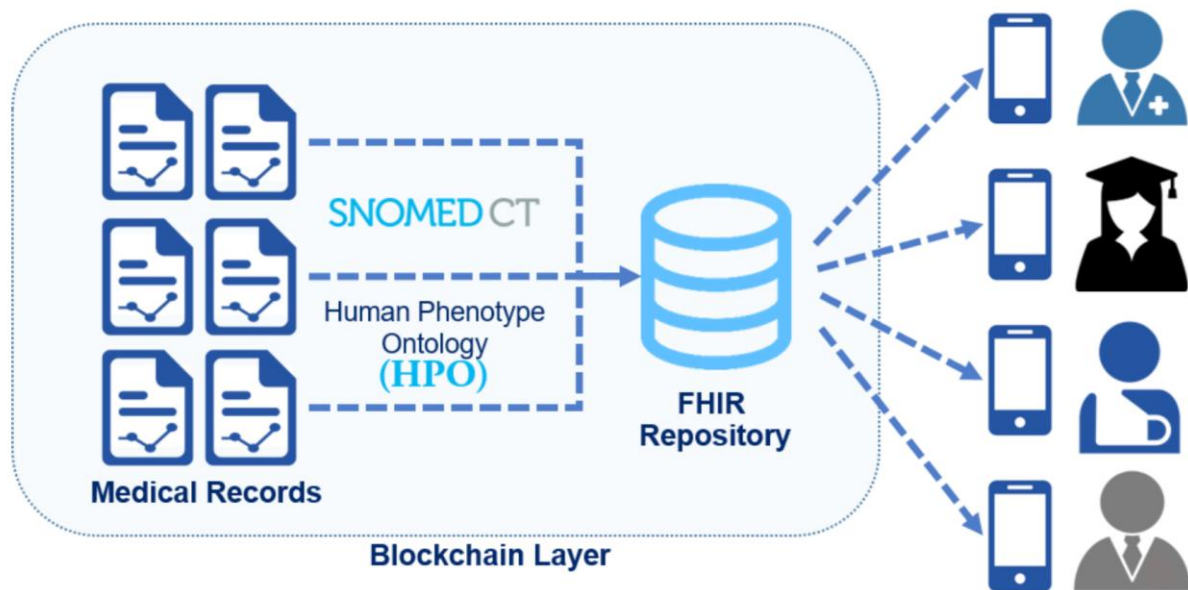 SNOMED CT
Human Phenotype
Ontology
(HPO)
FHIR
Repository
Medical Records
Blockchain Layer